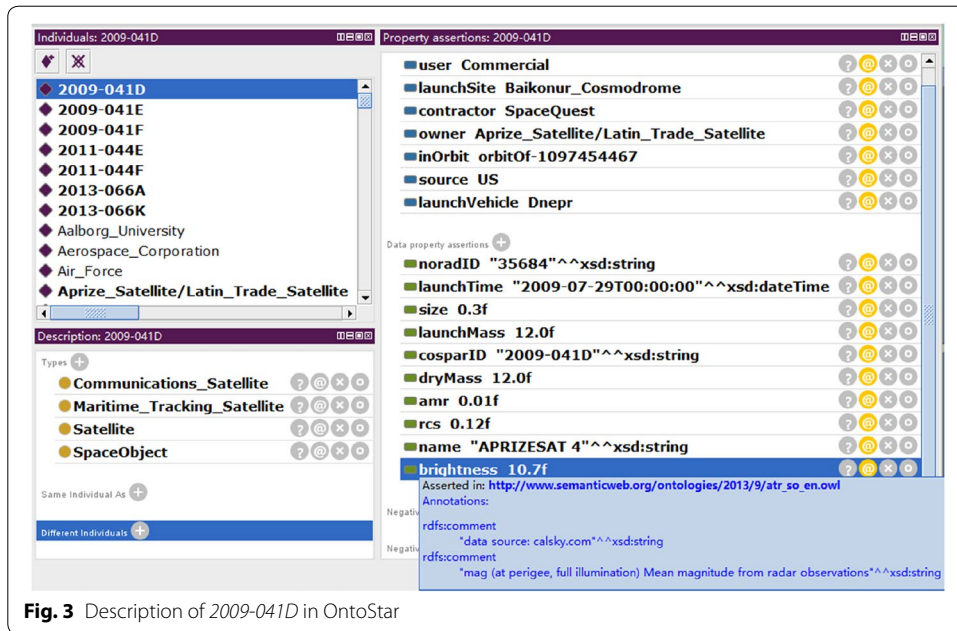 Individuals: 2009-041D
2009-041D
2009-041E
2009-041F
2011-044E
2011-044F
2013-066A
2013-066K
Aalborg_University
Aerospace_Corporation
Air_Force
Aprize_Satellite/Latin_Trade_Satellite
Description: 2009-041D
Types
Communications_Satellite
Maritime_Tracking_Satellite
Satellite
SpaceObject
Same Individual As
Different Individuals
Property assertions: 2009-041D
user Commercial
launchSite Baikonur_Cosmodrome
contractor SpaceQuest
owner Aprize_Satellite/Latin_Trade_Satellite
inOrbit orbitOf-1097454467
source US
launchVehicle Dnepr
Data property assertions
noradID "35684"^^xsd:string
launchTime "2009-07-29T00:00:00"^^xsd:dateTime
size 0.3f
launchMass 12.0f
cosparID "2009-041D"^^xsd:string
dryMass 12.0f
amr 0.01f
rcs 0.12f
name "APRIZESAT 4"^^xsd:string
brightness 10.7f
Asserted in: http://www.semanticweb.org/ontologies/2013/9/atr_so_en.owl
Annotations:
Negativ
rdfs:comment
"data source: calsky.com"^^xsd:string
Negativ
rdfs:comment
"mag (at perigee, full illumination) Mean magnitude from radar observations"^^xsd:string
Fig. 3 Description of 2009-041D in OntoStar